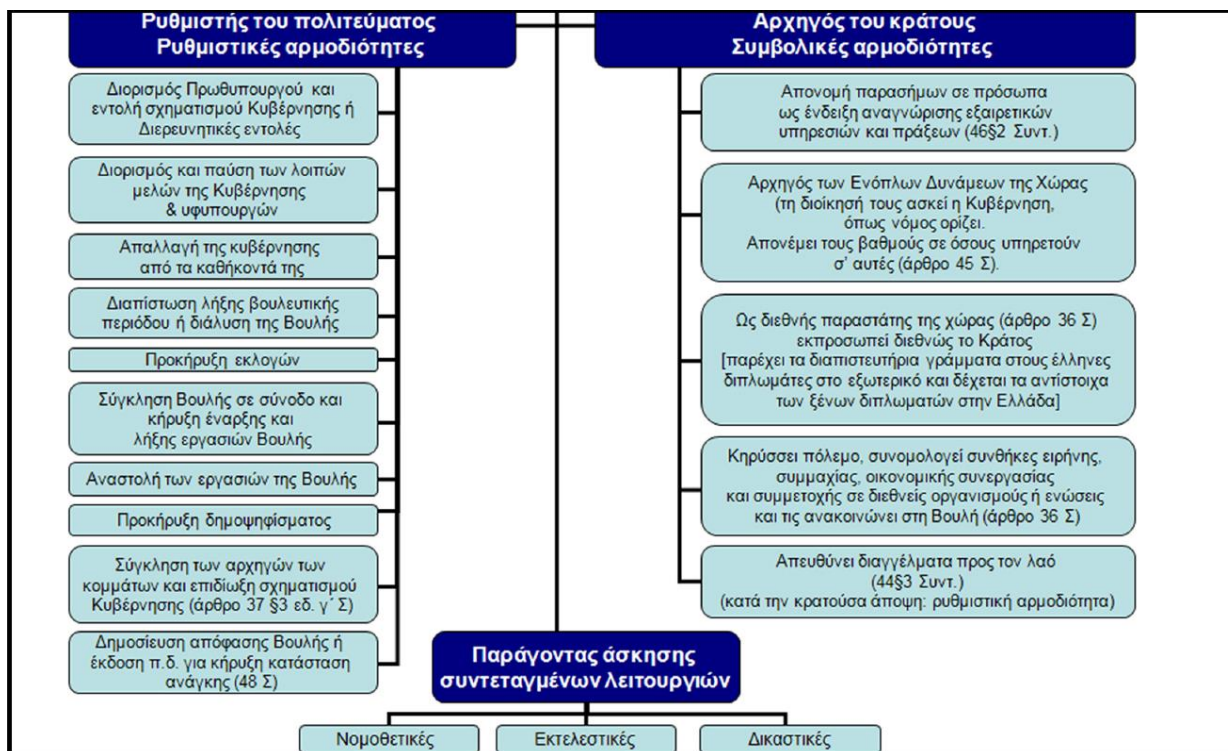 Ρυθμιστής του πολιτεύματος
Ρυθμιστικές αρμοδιότητες
Διορισμός Πρωθυπουργού και
εντολή σχηματισμού Κυβέρνησης ή
Διερευνητικές εντολές
Διορισμός και παύση των λοιπών
μελών της Κυβέρνησης
& υφυπουργών
Απαλλαγή της κυβέρνησης
από τα καθήκοντά της
Διαπίστωση λήξης βουλευτικής
περιόδου ή διάλυση της Βουλής
Προκήρυξη εκλογών
Σύγκληση Βουλής σε σύνοδο και
κήρυξη έναρξης και
λήξης εργασιών Βουλής
Αναστολή των εργασιών της Βουλής
Προκήρυξη δημοψηφίσματος
Σύγκληση των αρχηγών των
κομμάτων και επιδίωξη σχηματισμού
Κυβέρνησης (άρθρο 37 §3 εδ. γ΄ Σ)
Δημοσίευση απόφασης Βουλής ή
έκδοση π.δ. για κήρυξη κατάσταση
ανάγκης (48 Σ)
Αρχηγός του κράτους
Συμβολικές αρμοδιότητες
Απονομή παρασήμων σε πρόσωπα
ως ένδειξη αναγνώρισης εξαιρετικών
υπηρεσιών και πράξεων (46§2 Συντ.)
Αρχηγός των Ενόπλων Δυνάμεων της Χώρας
(τη διοίκησή τους ασκεί η Κυβέρνηση,
όπως νόμος ορίζει.
Απονέμει τους βαθμούς σε όσους υπηρετούν
σ' αυτές (άρθρο 45 Σ).
Ως διεθνής παραστάτης της χώρας (άρθρο 36 Σ)
εκπροσωπεί διεθνώς το Κράτος
[παρέχει τα διαπιστευτήρια γράμματα στους έλληνες
διπλωμάτες στο εξωτερικό και δέχεται τα αντίστοιχα
των ξένων διπλωματών στην Ελλάδα]
Κηρύσσει πόλεμο, συνομολογεί συνθήκες ειρήνης,
συμμαχίας, οικονομικής συνεργασίας
και συμμετοχής σε διεθνείς οργανισμούς ή ενώσεις
και τις ανακοινώνει στη Βουλή (άρθρο 36 Σ)
Απευθύνει διαγγέλματα προς τον λαό
(44§3 Συντ.)
(κατά την κρατούσα άποψη: ρυθμιστική αρμοδιότητα)
Παράγοντας άσκησης
συντεταγμένων λειτουργιών
Νομοθετικές
Εκτελεστικές
Δικαστικές